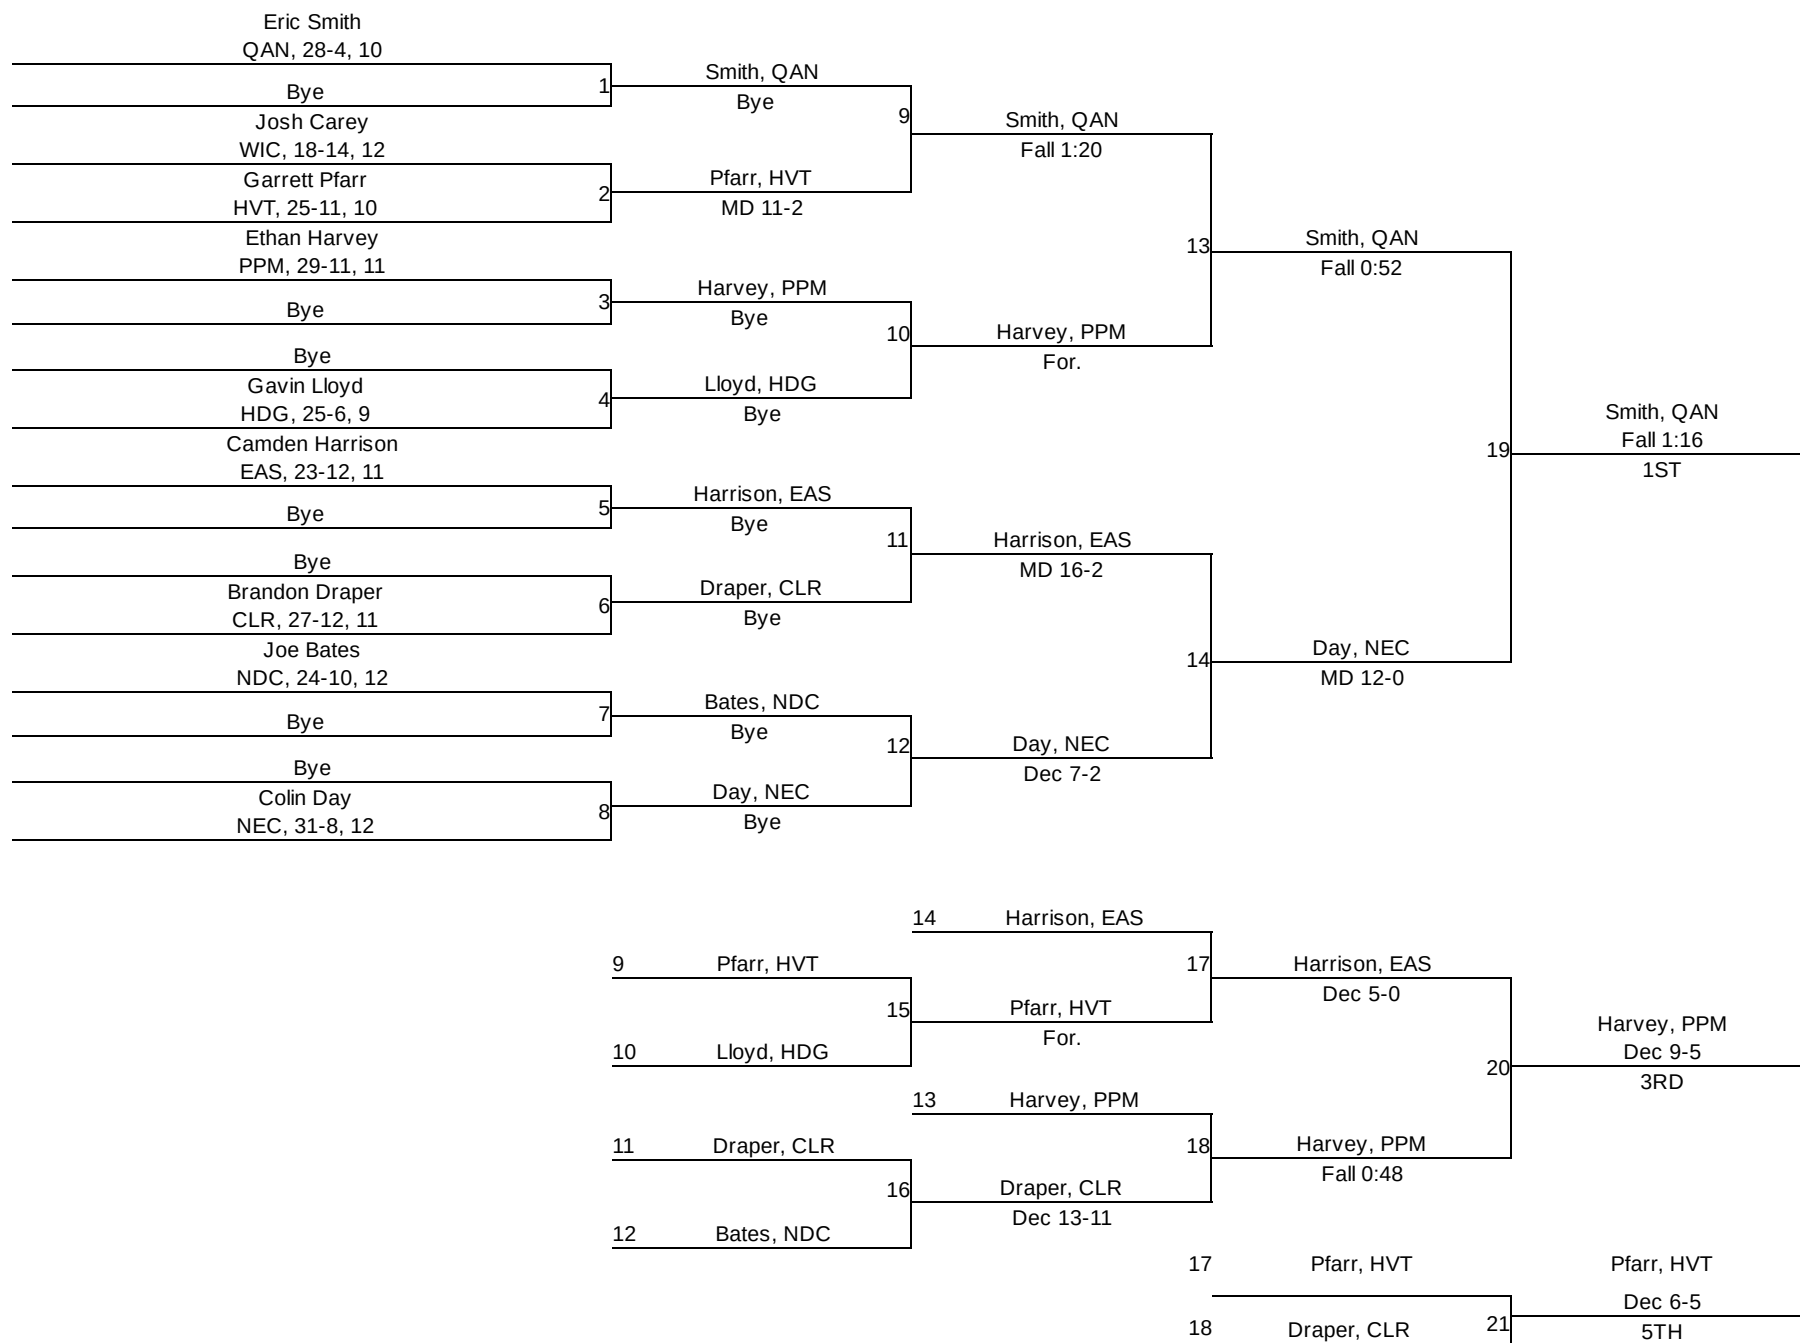 Eric Smith
QAN, 28-4, 10
Bye
1
Josh Carey
WIC, 18-14, 12
Garrett Pfarr
HVT, 25-11, 10
2
Ethan Harvey
PPM, 29-11, 11
Bye
3
Bye
Gavin Lloyd
HDG, 25-6, 9
4
Camden Harrison
EAS, 23-12, 11
Bye
5
Bye
Brandon Draper
CLR, 27-12, 11
6
Joe Bates
NDC, 24-10, 12
Bye
7
Bye
Colin Day
NEC, 31-8, 12
8
Smith, QAN
Bye
9
Pfarr, HVT
MD 11-2
Harvey, PPM
Bye
10
Lloyd, HDG
Bye
Harrison, EAS
Bye
11
Draper, CLR
Bye
Bates, NDC
Bye
12
Day, NEC
Bye
Smith, QAN
Fall 1:20
13
Harvey, PPM
For.
Harrison, EAS
MD 16-2
14
Day, NEC
Dec 7-2
Smith, QAN
Fall 0:52
19
Day, NEC
MD 12-0
Smith, QAN
Fall 1:16
1ST
14 Harrison, EAS
9 Pfarr, HVT
15
10 Lloyd, HDG
Pfarr, HVT
For.
17
13 Harvey, PPM
11 Draper, CLR
16
12 Bates, NDC
Draper, CLR
Dec 13-11
18
Harrison, EAS
Dec 5-0
20
Harvey, PPM
Fall 0:48
Harvey, PPM
Dec 9-5
3RD
17 Pfarr, HVT
18 Draper, CLR
21
Pfarr, HVT
Dec 6-5
5TH